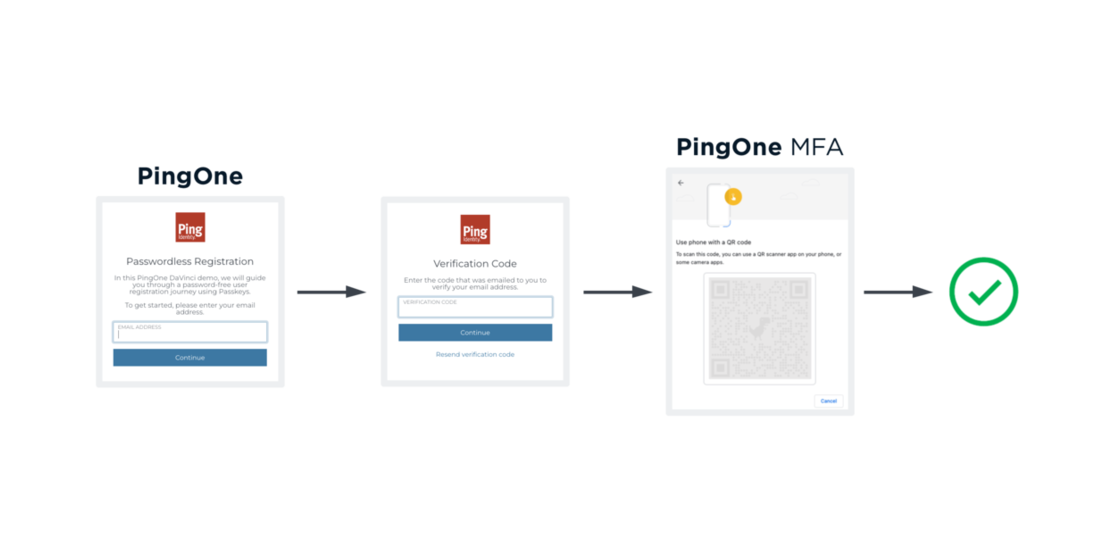 PingOne
Ping
Identity
Passwordless Registration
In this PingOne DaVinci demo, we will guide
you through a password-free user
registration journey using Passkeys.
To get started, please enter your email
address.
EMAIL ADDRESS
Continue
Ping
Identity
Verification Code
Enter the code that was emailed to you to
verify your email address.
VERIFICATION CODE
Continue
Resend verification code
PingOne MFA
Use phone with a QR code
To scan this code, you can use a QR scanner app on your phone, or
some camera apps.
Cancel